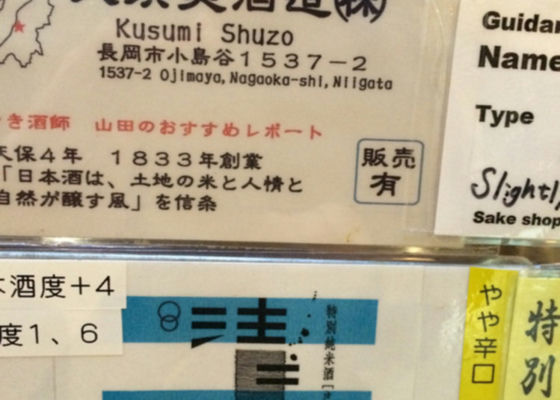 Kusumi Shuzo
長岡市小島谷1537-2
1537-2 Ojimaya,Nagaoka-shi,Niigata
き酒師 山田のおすすめレポート
天保4年 1833年創業
「日本酒は、土地の米と人情と
自然が醸す風」を信条
販売
有
Name
Type
Slightly
Sake shop
酒度+4
度1、6
特別純米酒
やや辛口
特別